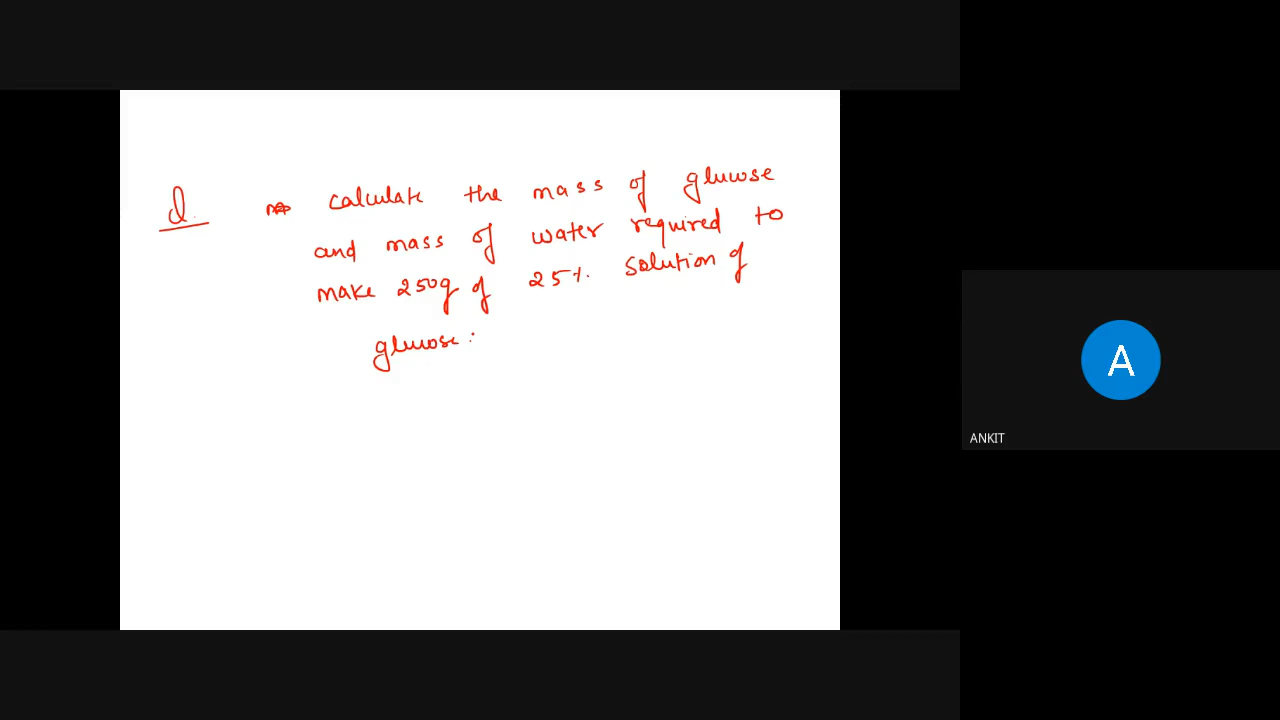 Q. calculate the mass of glucose
and mass of water required to
make 250g of 25% solution of
glucose:
A
ANKIT